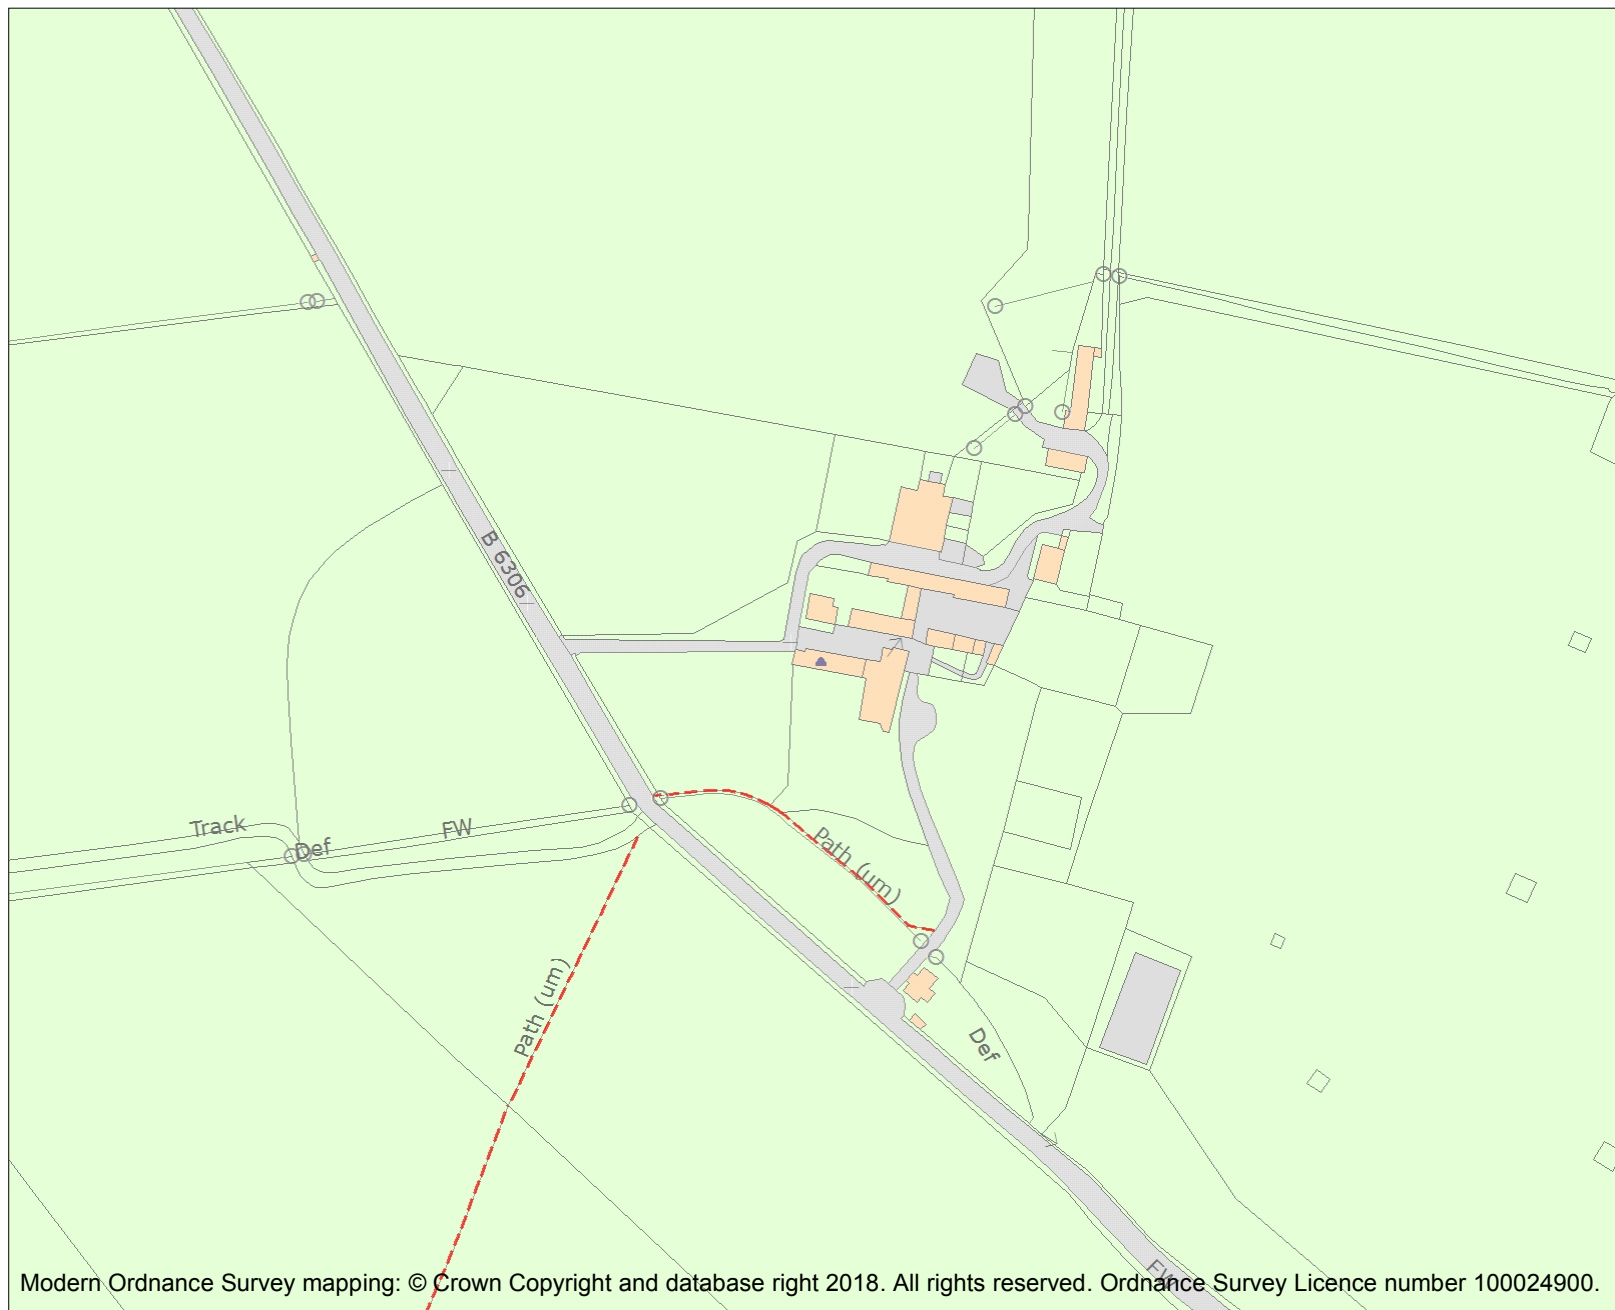 B 6306
Track
Def
FW
Path (um)
Path (um)
Def
FW
Modern Ordnance Survey mapping: © Crown Copyright and database right 2018. All rights reserved. Ordnance Survey Licence number 100024900.